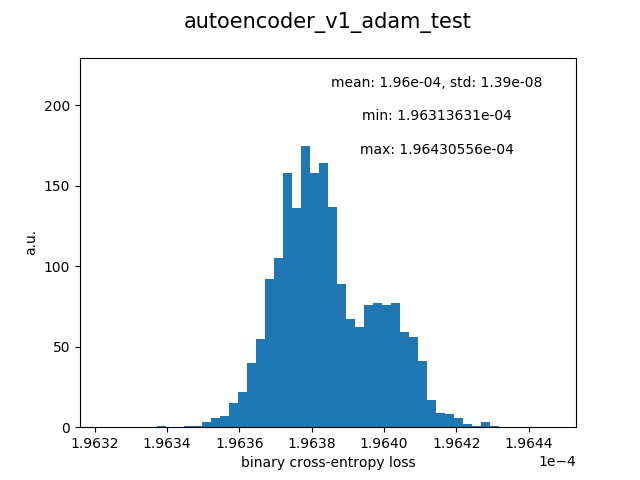 autoencoder_v1_adam_test
mean: 1.96e-04, std: 1.39e-08
min: 1.96313631e-04
max: 1.96430556e-04
200
150
100
50
0
a.u.
1.9632 1.9634 1.9636 1.9638 1.9640 1.9642 1.9644
binary cross-entropy loss
1e−4